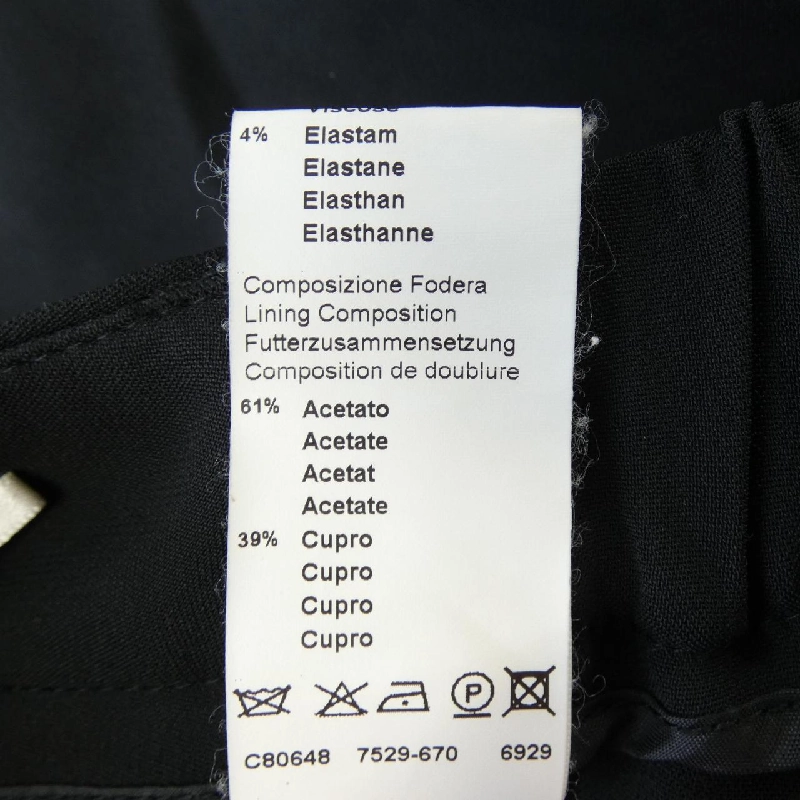 Viscose
4% Elastam
Elastane
Elasthan
Elasthanne
Composizione Fodera
Lining Composition
Futterzusammensetzung
Composition de doublure
61% Acetato
Acetate
Acetat
Acetate
39% Cupro
Cupro
Cupro
Cupro
P
C80648 7529-670 6929